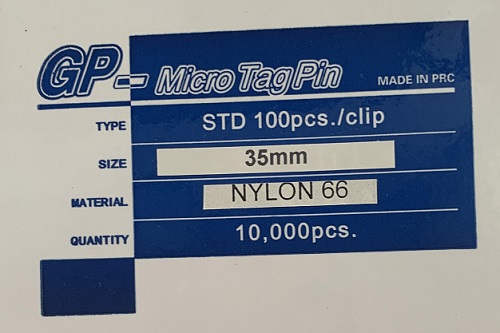 GP- Micro Tag Pin MADE IN PRC
TYPE STD 100pcs./clip
SIZE 35mm
MATERIAL NYLON 66
QUANTITY 10,000pcs.